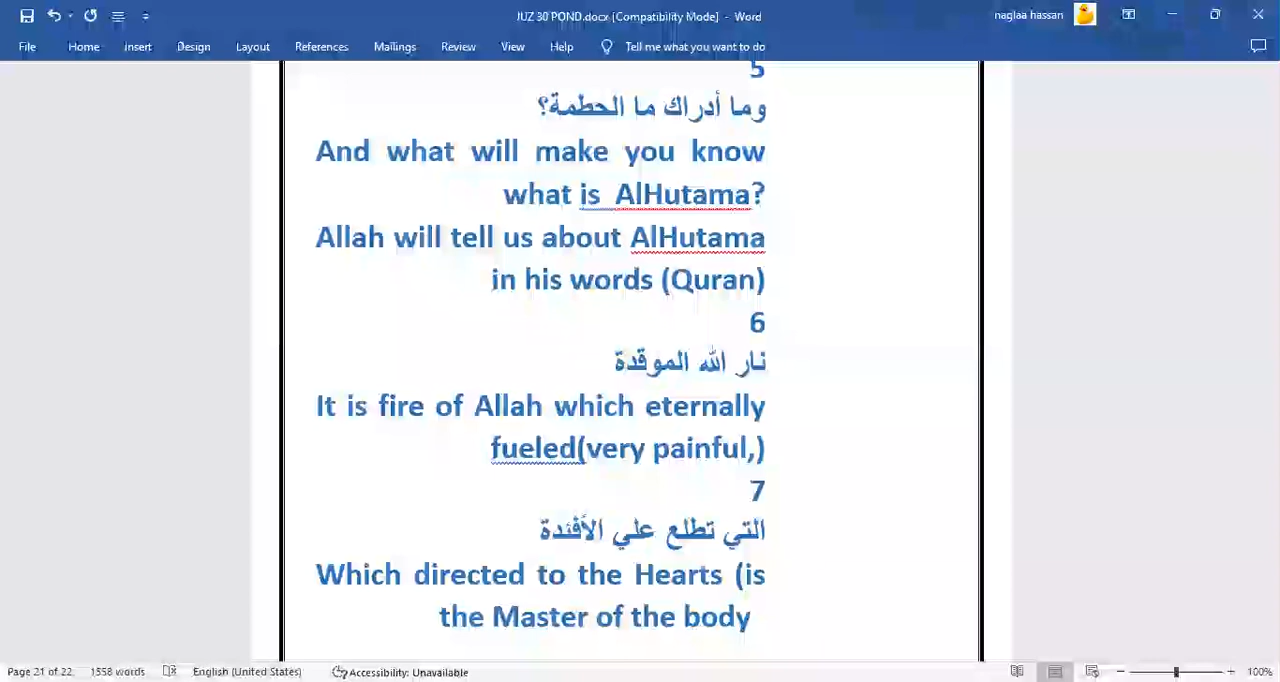 JUZ 30 POND.docx [Compatibility Mode] - Word
naglaa hassan
File Home Insert Design Layout References Mailings Review View Help Tell me what you want to do
5
وما أدراك ما الحطمة؟
And what will make you know
what is AlHutama?
Allah will tell us about AlHutama
in his words (Quran)
6
نار الله الموقدة
It is fire of Allah which eternally
fueled(very painful,)
7
التي تطلع علي الأفئدة
Which directed to the Hearts (is
the Master of the body
Page 21 of 22 1558 words English (United States) Accessibility: Unavailable 100%